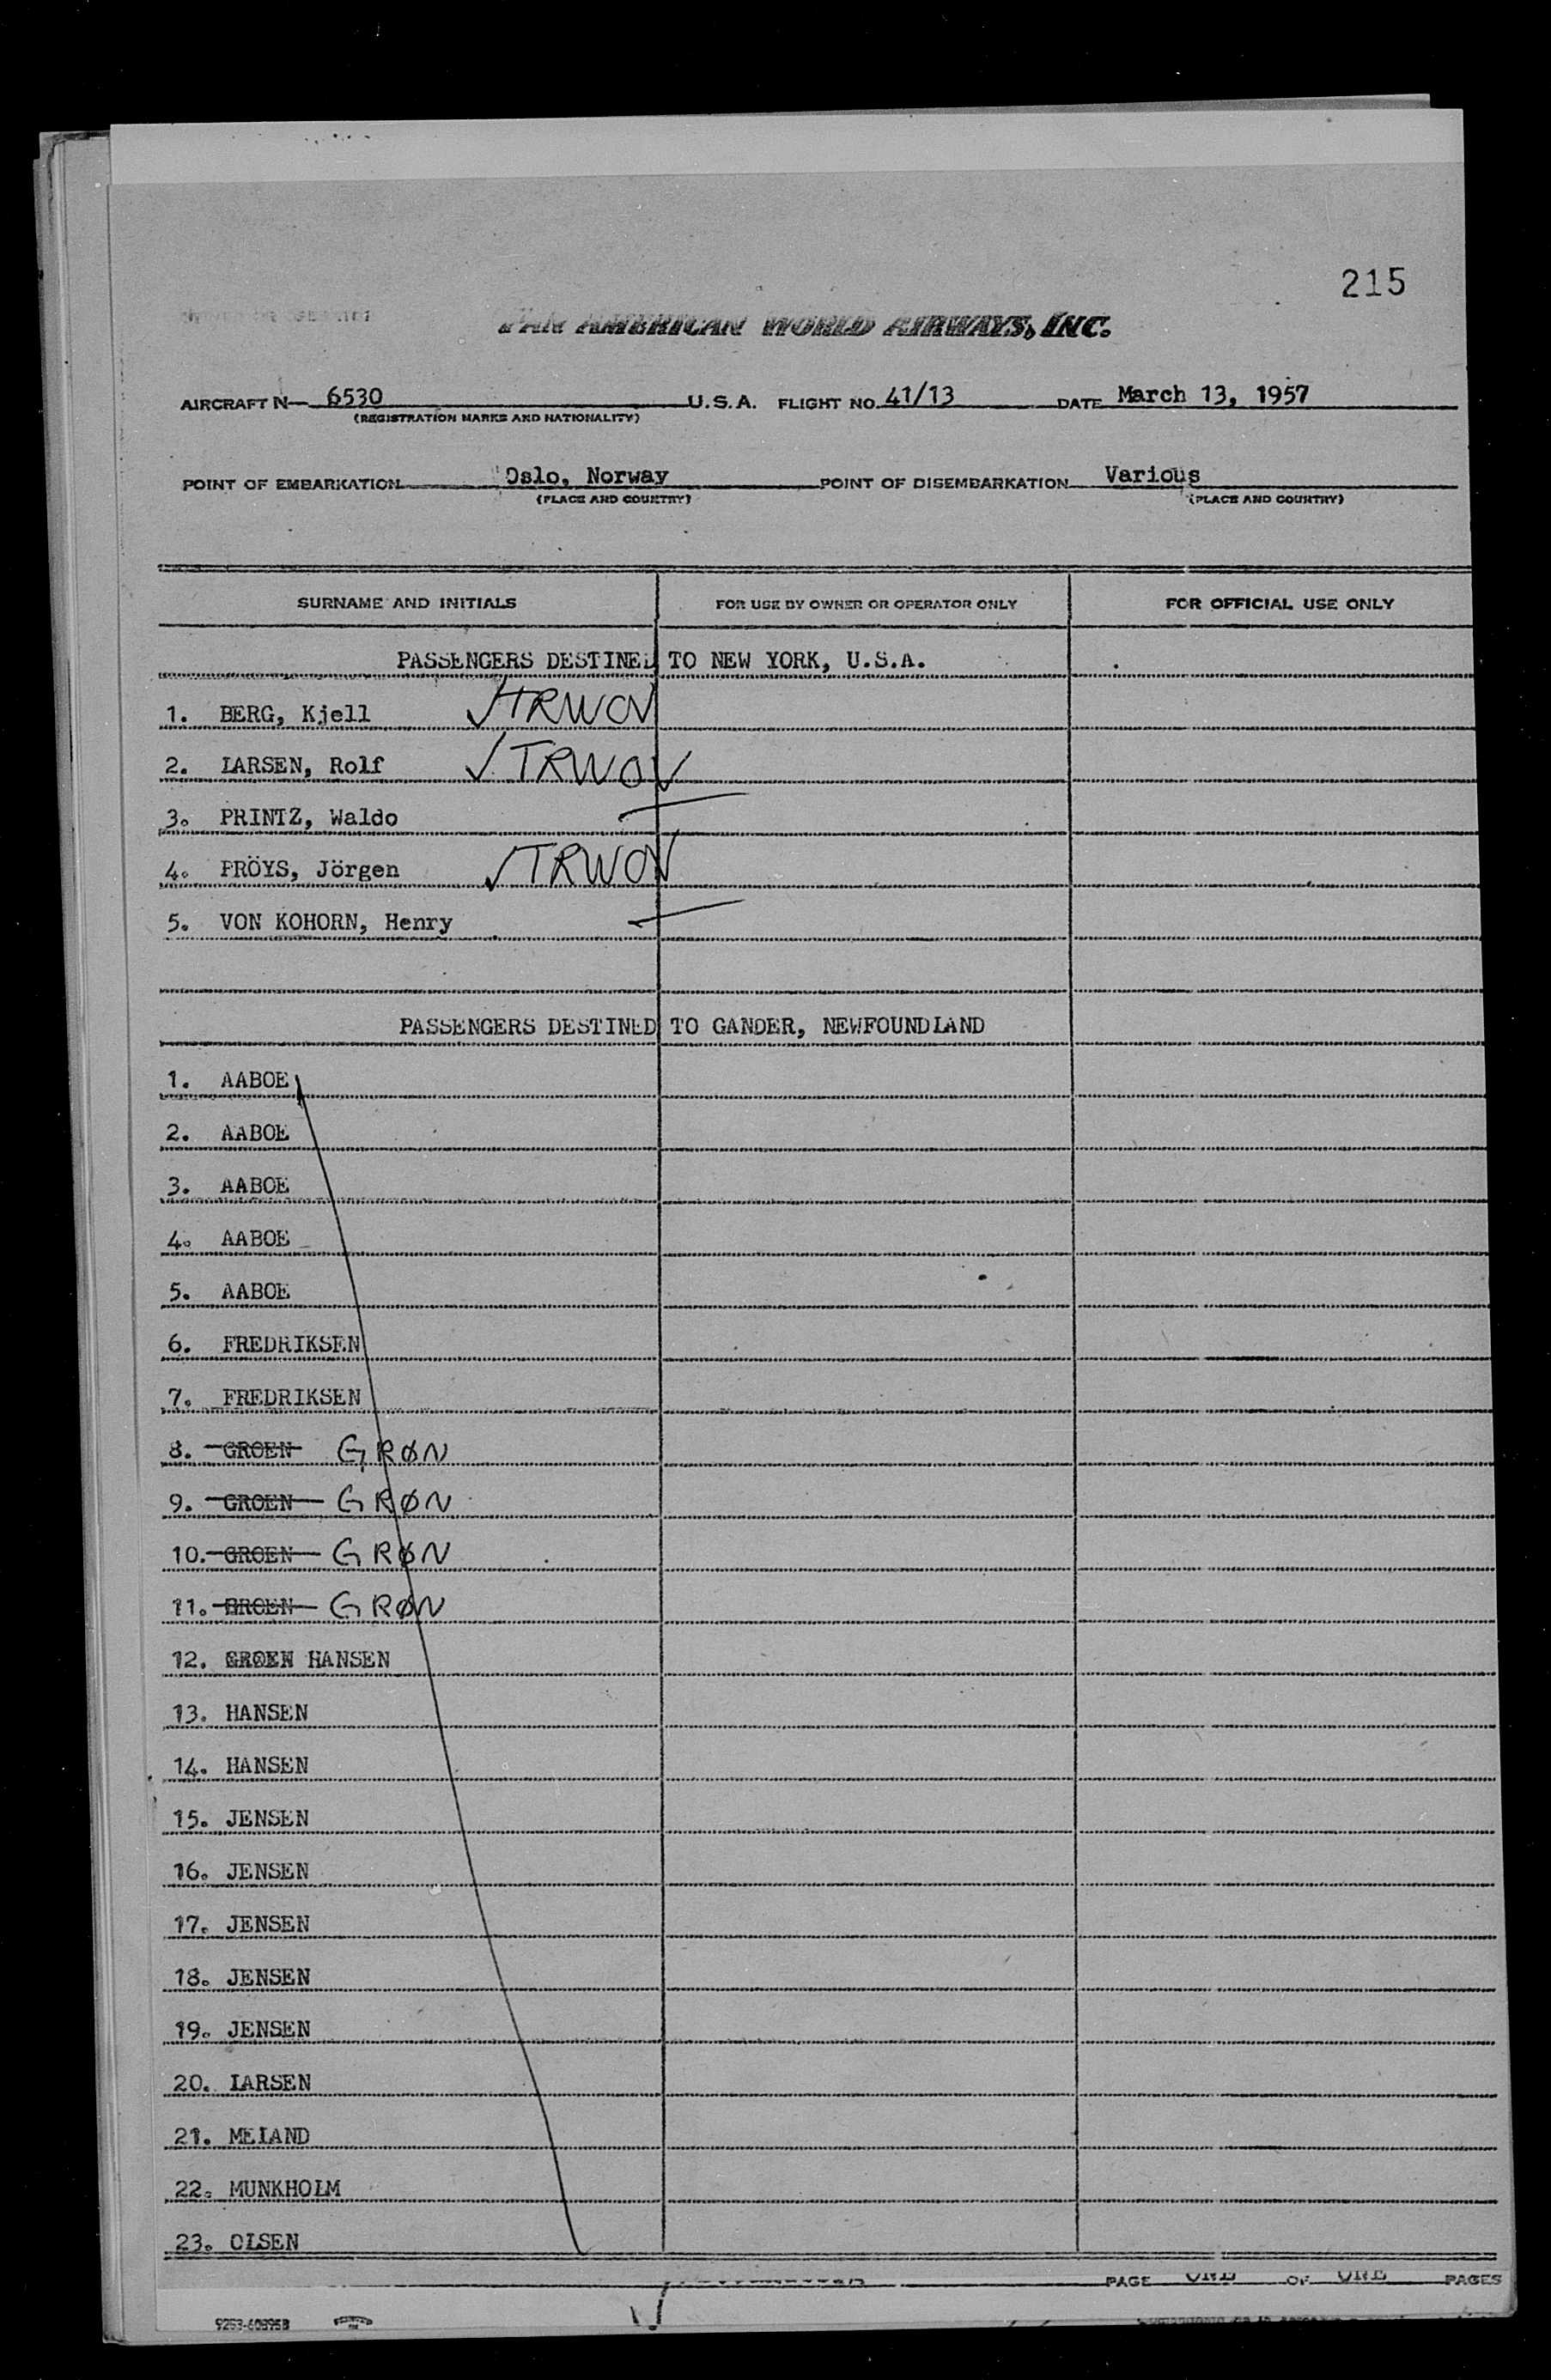 215
PAN AMERICAN WORLD AIRWAYS, INC.
AIRCRAFT N— 6530 U.S.A. FLIGHT NO. 41/13 DATE March 13, 1957
(REGISTRATION MARKS AND NATIONALITY)
POINT OF EMBARKATION Oslo, Norway POINT OF DISEMBARKATION Various
(PLACE AND COUNTRY) (PLACE AND COUNTRY)
SURNAME AND INITIALS FOR USE BY OWNER OR OPERATOR ONLY FOR OFFICIAL USE ONLY
PASSENGERS DESTINED TO NEW YORK, U.S.A.
1. BERG, Kjell ✓TRWOV
2. LARSEN, Rolf ✓TRWOV
3. PRINTZ, Waldo —
4. PRÖYS, Jörgen ✓TRWOV
5. VON KOHORN, Henry —
PASSENGERS DESTINED TO GANDER, NEWFOUNDLAND
1. AABOE
2. AABOE
3. AABOE
4. AABOE
5. AABOE
6. FREDRIKSEN
7. FREDRIKSEN
8. GROEN GRØN
9. GROEN GRØN
10. GROEN GRØN
11. BROEN GRØN
12. GROEN HANSEN
13. HANSEN
14. HANSEN
15. JENSEN
16. JENSEN
17. JENSEN
18. JENSEN
19. JENSEN
20. LARSEN
21. MELAND
22. MUNKHOLM
23. OLSEN
PAGE ONE OF ONE PAGES